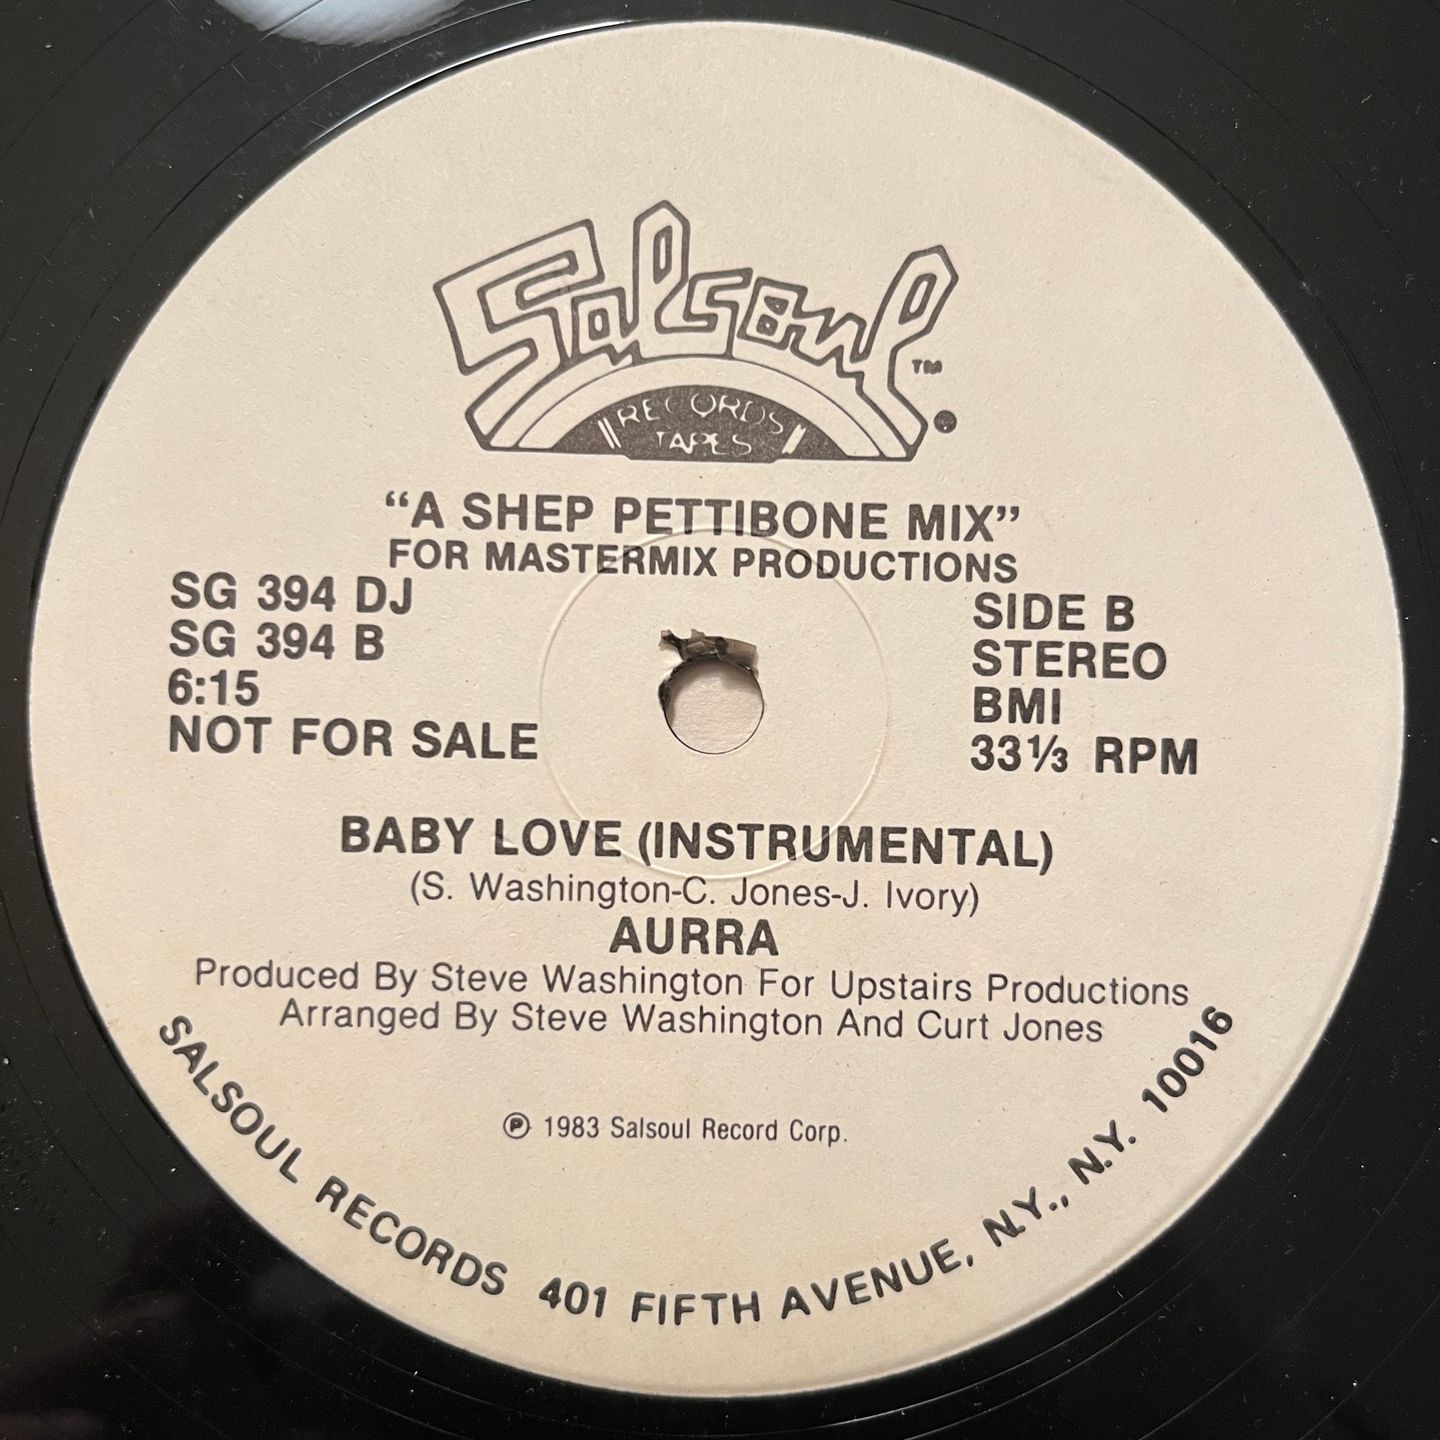 Salsoul TM
RECORDS
TAPES
“A SHEP PETTIBONE MIX”
FOR MASTERMIX PRODUCTIONS
SG 394 DJ
SG 394 B
6:15
NOT FOR SALE
SIDE B
STEREO
BMI
33⅓ RPM
BABY LOVE (INSTRUMENTAL)
(S. Washington-C. Jones-J. Ivory)
AURRA
Produced By Steve Washington For Upstairs Productions
Arranged By Steve Washington And Curt Jones
℗ 1983 Salsoul Record Corp.
SALSOUL RECORDS 401 FIFTH AVENUE, N.Y., N.Y. 10016